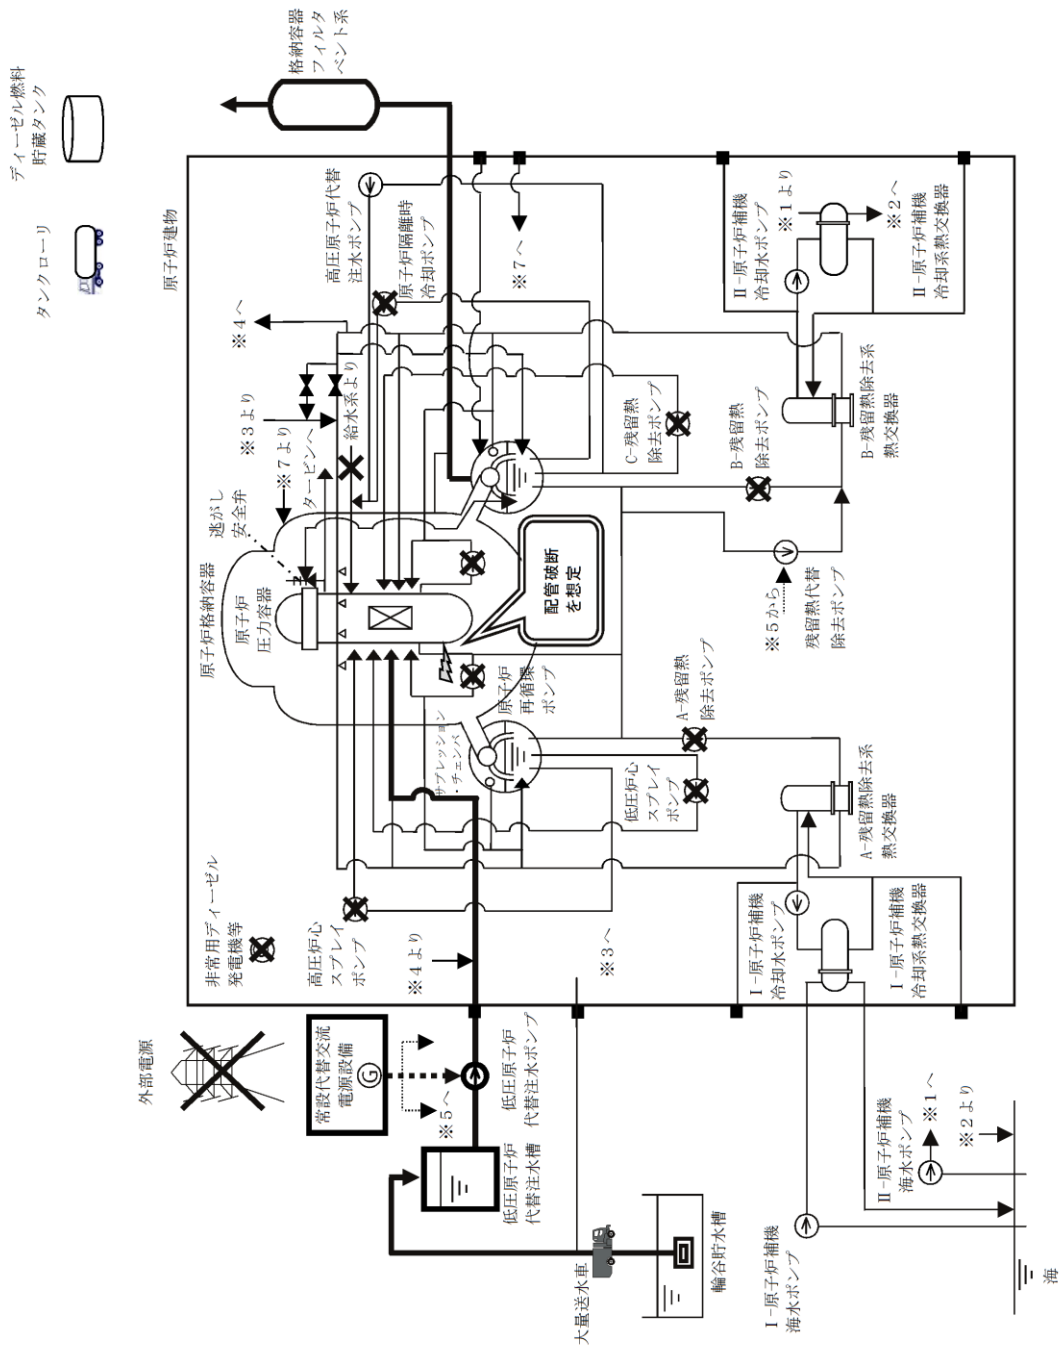 ディーゼル燃料
貯蔵タンク
タンクローリ
格納容器
フィルタ
ベント系
原子炉建物
高圧原子炉代替
注水ポンプ
原子炉隔離時
冷却ポンプ
※7へ
※1より
※2へ
Ⅱ-原子炉補機
冷却水ポンプ
Ⅱ-原子炉補機
冷却系熱交換器
※4へ
※3より
※7より
タービンへ
給水系より
逃がし
安全弁
C-残留熱
除去ポンプ
B-残留熱
除去ポンプ
B-残留熱除去系
熱交換器
原子炉格納容器
原子炉
圧力容器
配管破断
を想定
※5から
残留熱代替
除去ポンプ
原子炉
再循環
ポンプ
A-残留熱
除去ポンプ
サプレッション
・チェンバ
低圧炉心
スプレイ
ポンプ
A-残留熱除去系
熱交換器
非常用ディーゼル
発電機等
高圧炉心
スプレイ
ポンプ
※4より
※3へ
Ⅰ-原子炉補機
冷却水ポンプ
Ⅰ-原子炉補機
冷却系熱交換器
外部電源
常設代替交流
電源設備
G
※5へ
低圧原子炉
代替注水ポンプ
低圧原子炉
代替注水槽
※1へ
※2より
Ⅱ-原子炉補機
海水ポンプ
大量送水車
輪谷貯水槽
Ⅰ-原子炉補機
海水ポンプ
海